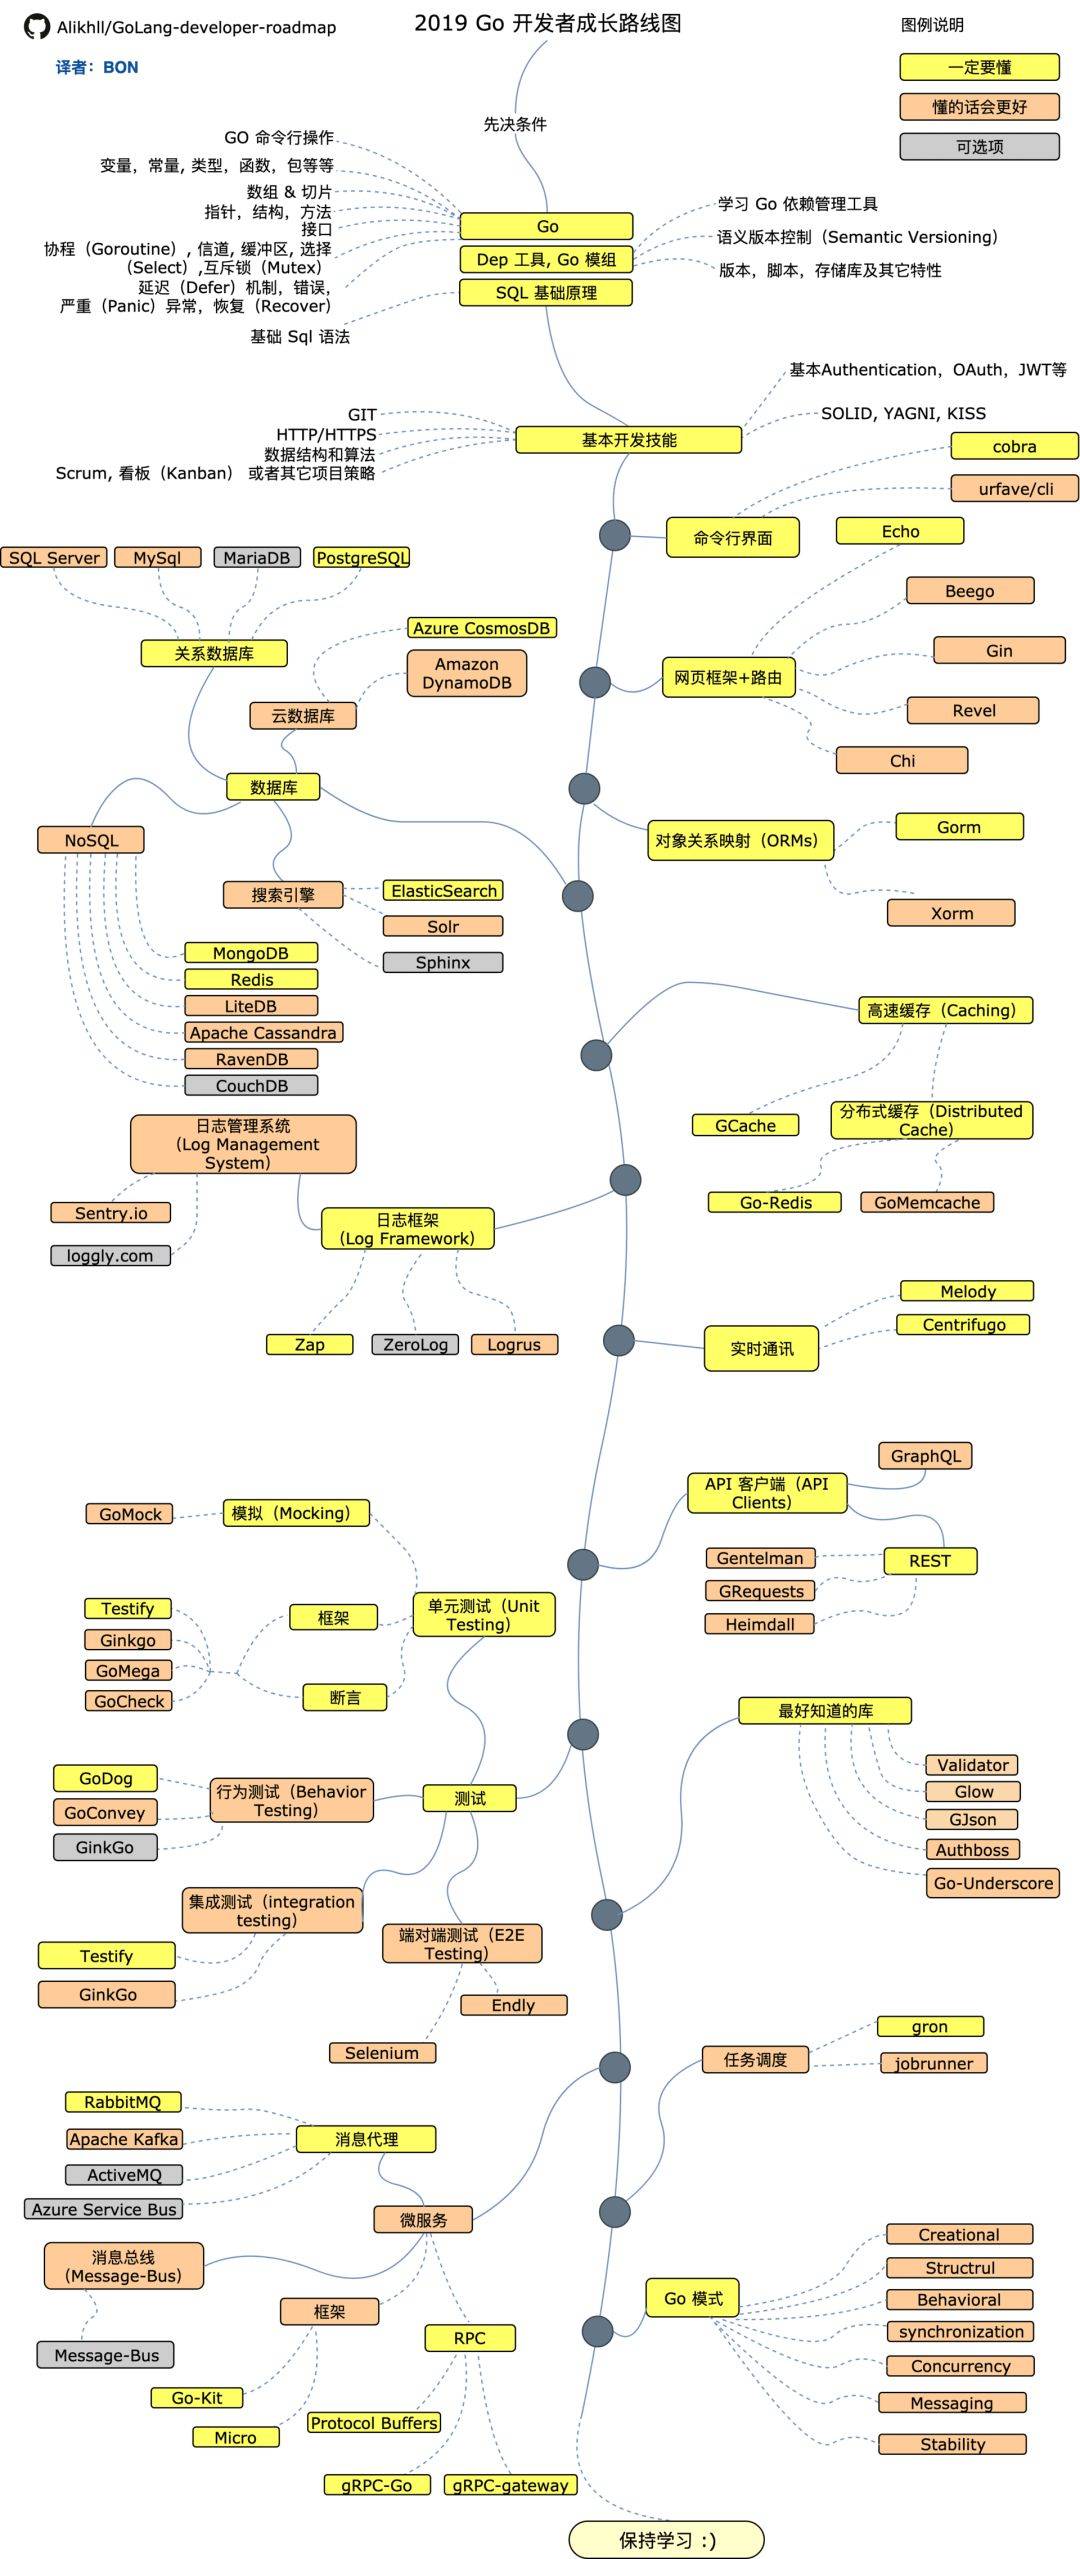 Alikhll/GoLang-developer-roadmap
2019 Go 开发者成长路线图
图例说明
译者：BON
一定要懂
懂的话会更好
可选项
先决条件
GO 命令行操作
变量，常量, 类型，函数，包等等
数组 & 切片
指针，结构，方法
接口
协程（Goroutine）, 信道, 缓冲区, 选择
（Select）,互斥锁（Mutex）
延迟（Defer）机制，错误，
严重（Panic）异常，恢复（Recover）
基础 Sql 语法
Go
Dep 工具, Go 模组
SQL 基础原理
学习 Go 依赖管理工具
语义版本控制（Semantic Versioning）
版本，脚本，存储库及其它特性
基本Authentication，OAuth，JWT等
SOLID, YAGNI, KISS
GIT
HTTP/HTTPS
数据结构和算法
Scrum, 看板（Kanban） 或者其它项目策略
基本开发技能
cobra
urfave/cli
命令行界面
Echo
Beego
Gin
Revel
Chi
网页框架+路由
SQL Server
MySql
MariaDB
PostgreSQL
关系数据库
Azure CosmosDB
Amazon
DynamoDB
云数据库
数据库
NoSQL
搜索引擎
ElasticSearch
Solr
Sphinx
MongoDB
Redis
LiteDB
Apache Cassandra
RavenDB
CouchDB
对象关系映射（ORMs）
Gorm
Xorm
高速缓存（Caching）
GCache
分布式缓存（Distributed
Cache）
Go-Redis
GoMemcache
日志管理系统
（Log Management
System）
Sentry.io
loggly.com
日志框架
（Log Framework）
Zap
ZeroLog
Logrus
实时通讯
Melody
Centrifugo
GraphQL
API 客户端（API
Clients）
REST
Gentelman
GRequests
Heimdall
GoMock
模拟（Mocking）
单元测试（Unit
Testing）
框架
断言
Testify
Ginkgo
GoMega
GoCheck
最好知道的库
Validator
Glow
GJson
Authboss
Go-Underscore
GoDog
GoConvey
GinkGo
行为测试（Behavior
Testing）
测试
集成测试（integration
testing）
Testify
GinkGo
端对端测试（E2E
Testing）
Endly
Selenium
任务调度
gron
jobrunner
RabbitMQ
Apache Kafka
ActiveMQ
Azure Service Bus
消息代理
微服务
消息总线
（Message-Bus）
Message-Bus
框架
Go-Kit
Micro
RPC
Protocol Buffers
gRPC-Go
gRPC-gateway
Go 模式
Creational
Structrul
Behavioral
synchronization
Concurrency
Messaging
Stability
保持学习 :)